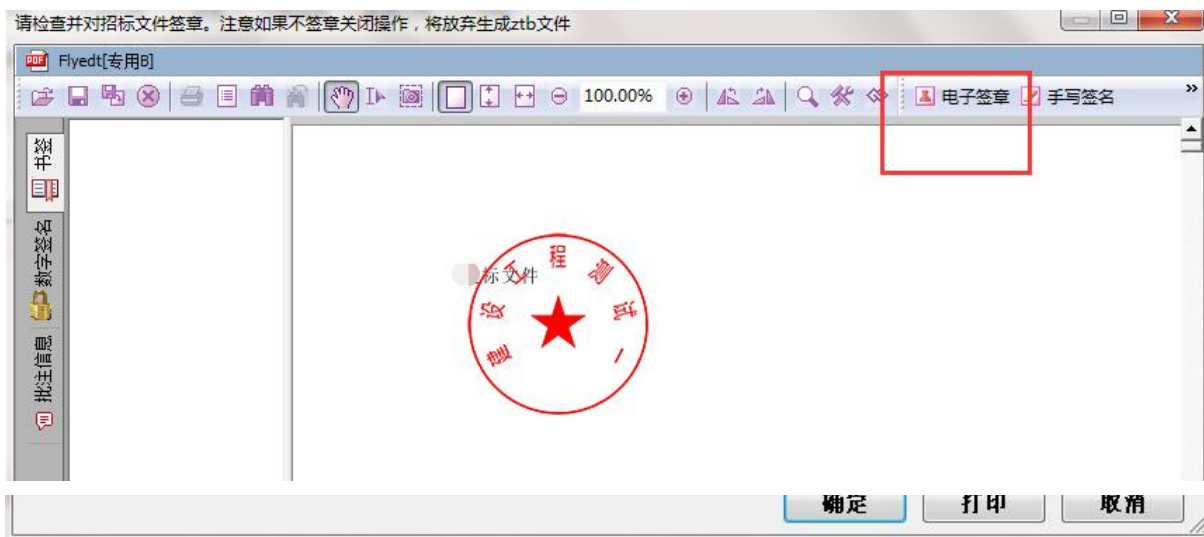 请检查并对招标文件签章。注意如果不签章关闭操作，将放弃生成ztb文件
Flyedt[专用B]
100.00%
电子签章
手写签名
书签
数字签名
批注信息
标文件
建设工程测试一
确定
打印
取消